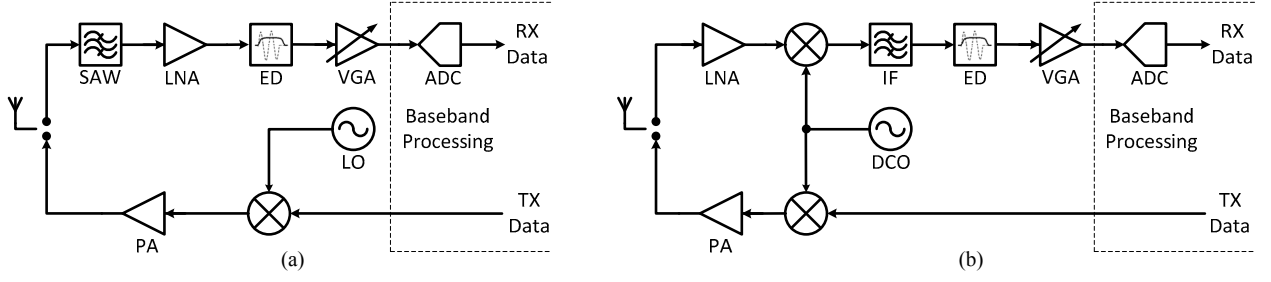 RX
Data
SAW
LNA
ED
VGA
ADC
Baseband
Processing
LO
TX
Data
PA
(a)
RX
Data
LNA
IF
ED
VGA
ADC
Baseband
Processing
DCO
TX
Data
PA
(b)